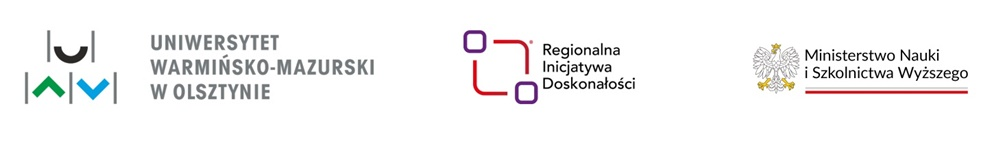 UNIWERSYTET
WARMIŃSKO-MAZURSKI
W OLSZTYNIE
Regionalna
Inicjatywa
Doskonałości
Ministerstwo Nauki
i Szkolnictwa Wyższego